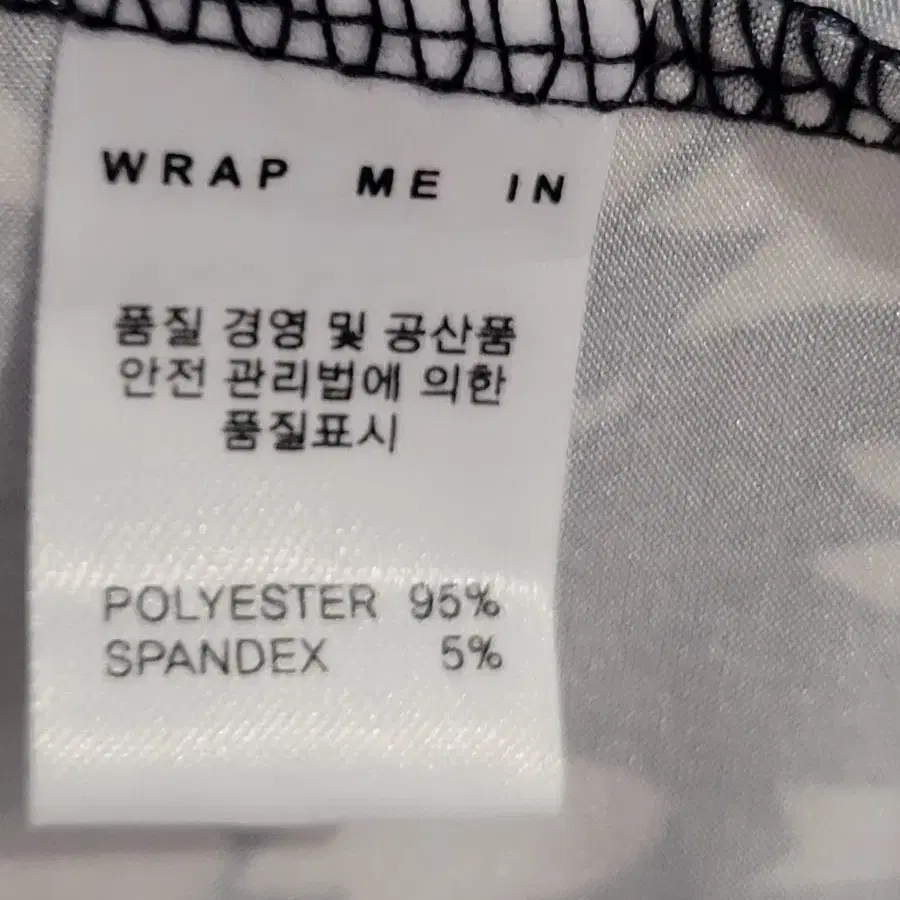 WRAP ME IN
품질 경영 및 공산품
안전 관리법에 의한
품질표시
POLYESTER 95%
SPANDEX 5%